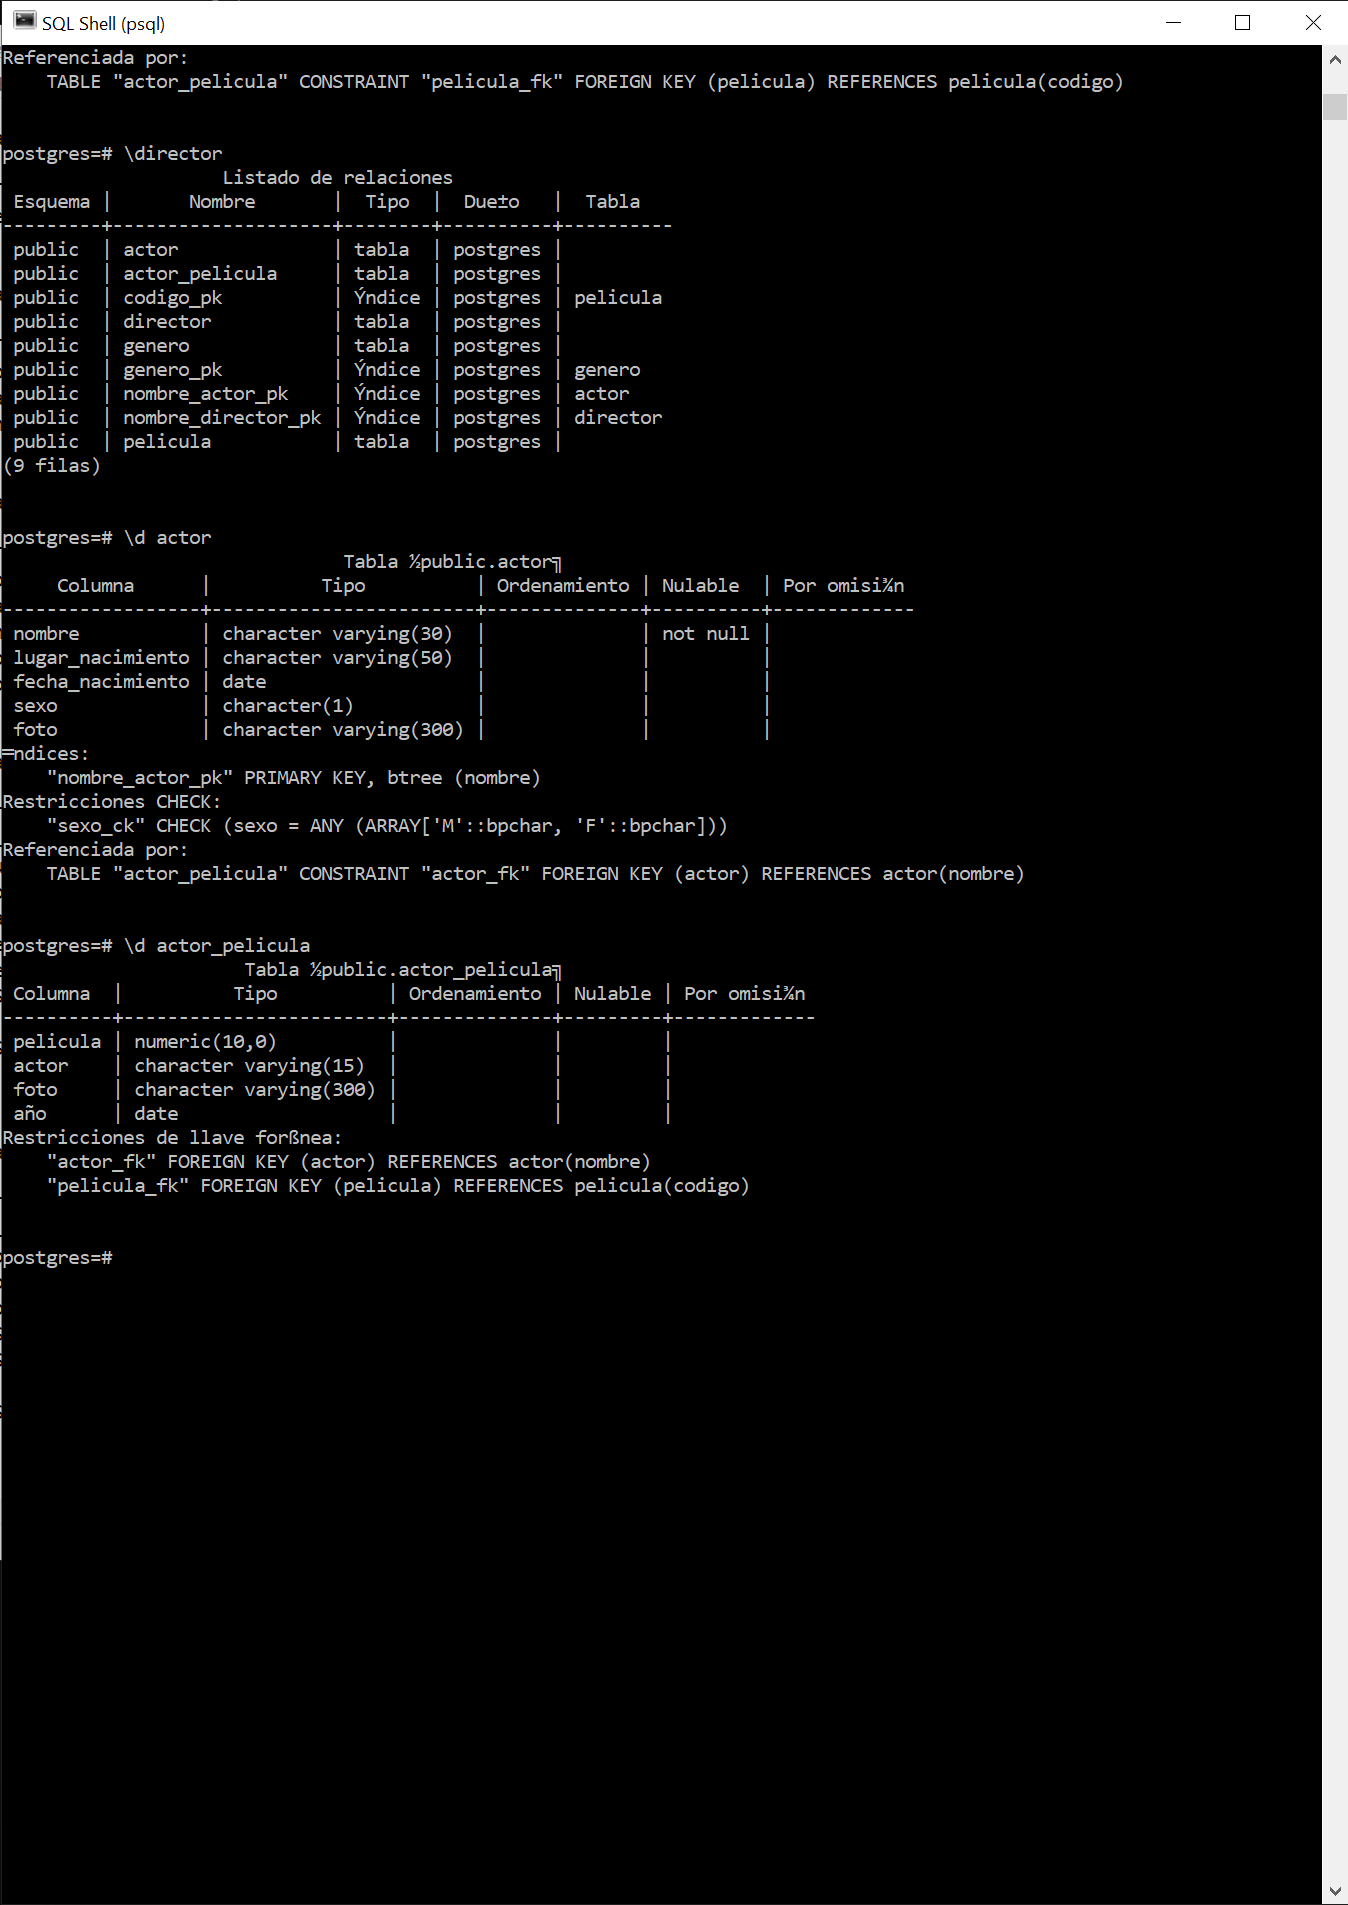 SQL Shell (psql)
Referenciada por:
    TABLE "actor_pelicula" CONSTRAINT "pelicula_fk" FOREIGN KEY (pelicula) REFERENCES pelicula(codigo)
postgres=# \director
                    Listado de relaciones
 Esquema |       Nombre       |  Tipo  |  Due±o   |  Tabla
---------+--------------------+--------+----------+----------
 public  | actor              | tabla  | postgres |
 public  | actor_pelicula     | tabla  | postgres |
 public  | codigo_pk          | Ýndice | postgres | pelicula
 public  | director           | tabla  | postgres |
 public  | genero             | tabla  | postgres |
 public  | genero_pk          | Ýndice | postgres | genero
 public  | nombre_actor_pk    | Ýndice | postgres | actor
 public  | nombre_director_pk | Ýndice | postgres | director
 public  | pelicula           | tabla  | postgres |
(9 filas)
postgres=# \d actor
                               Tabla ½public.actor╗
     Columna      |          Tipo          | Ordenamiento | Nulable  | Por omisi¾n
------------------+------------------------+--------------+----------+-------------
 nombre           | character varying(30)  |              | not null |
 lugar_nacimiento | character varying(50)  |              |          |
 fecha_nacimiento | date                   |              |          |
 sexo             | character(1)           |              |          |
 foto             | character varying(300) |              |          |
═ndices:
    "nombre_actor_pk" PRIMARY KEY, btree (nombre)
Restricciones CHECK:
    "sexo_ck" CHECK (sexo = ANY (ARRAY['M'::bpchar, 'F'::bpchar]))
Referenciada por:
    TABLE "actor_pelicula" CONSTRAINT "actor_fk" FOREIGN KEY (actor) REFERENCES actor(nombre)
postgres=# \d actor_pelicula
                      Tabla ½public.actor_pelicula╗
 Columna  |          Tipo          | Ordenamiento | Nulable | Por omisi¾n
----------+------------------------+--------------+---------+-------------
 pelicula | numeric(10,0)          |              |         |
 actor    | character varying(15)  |              |         |
 foto     | character varying(300) |              |         |
 año      | date                   |              |         |
Restricciones de llave forßnea:
    "actor_fk" FOREIGN KEY (actor) REFERENCES actor(nombre)
    "pelicula_fk" FOREIGN KEY (pelicula) REFERENCES pelicula(codigo)
postgres=#